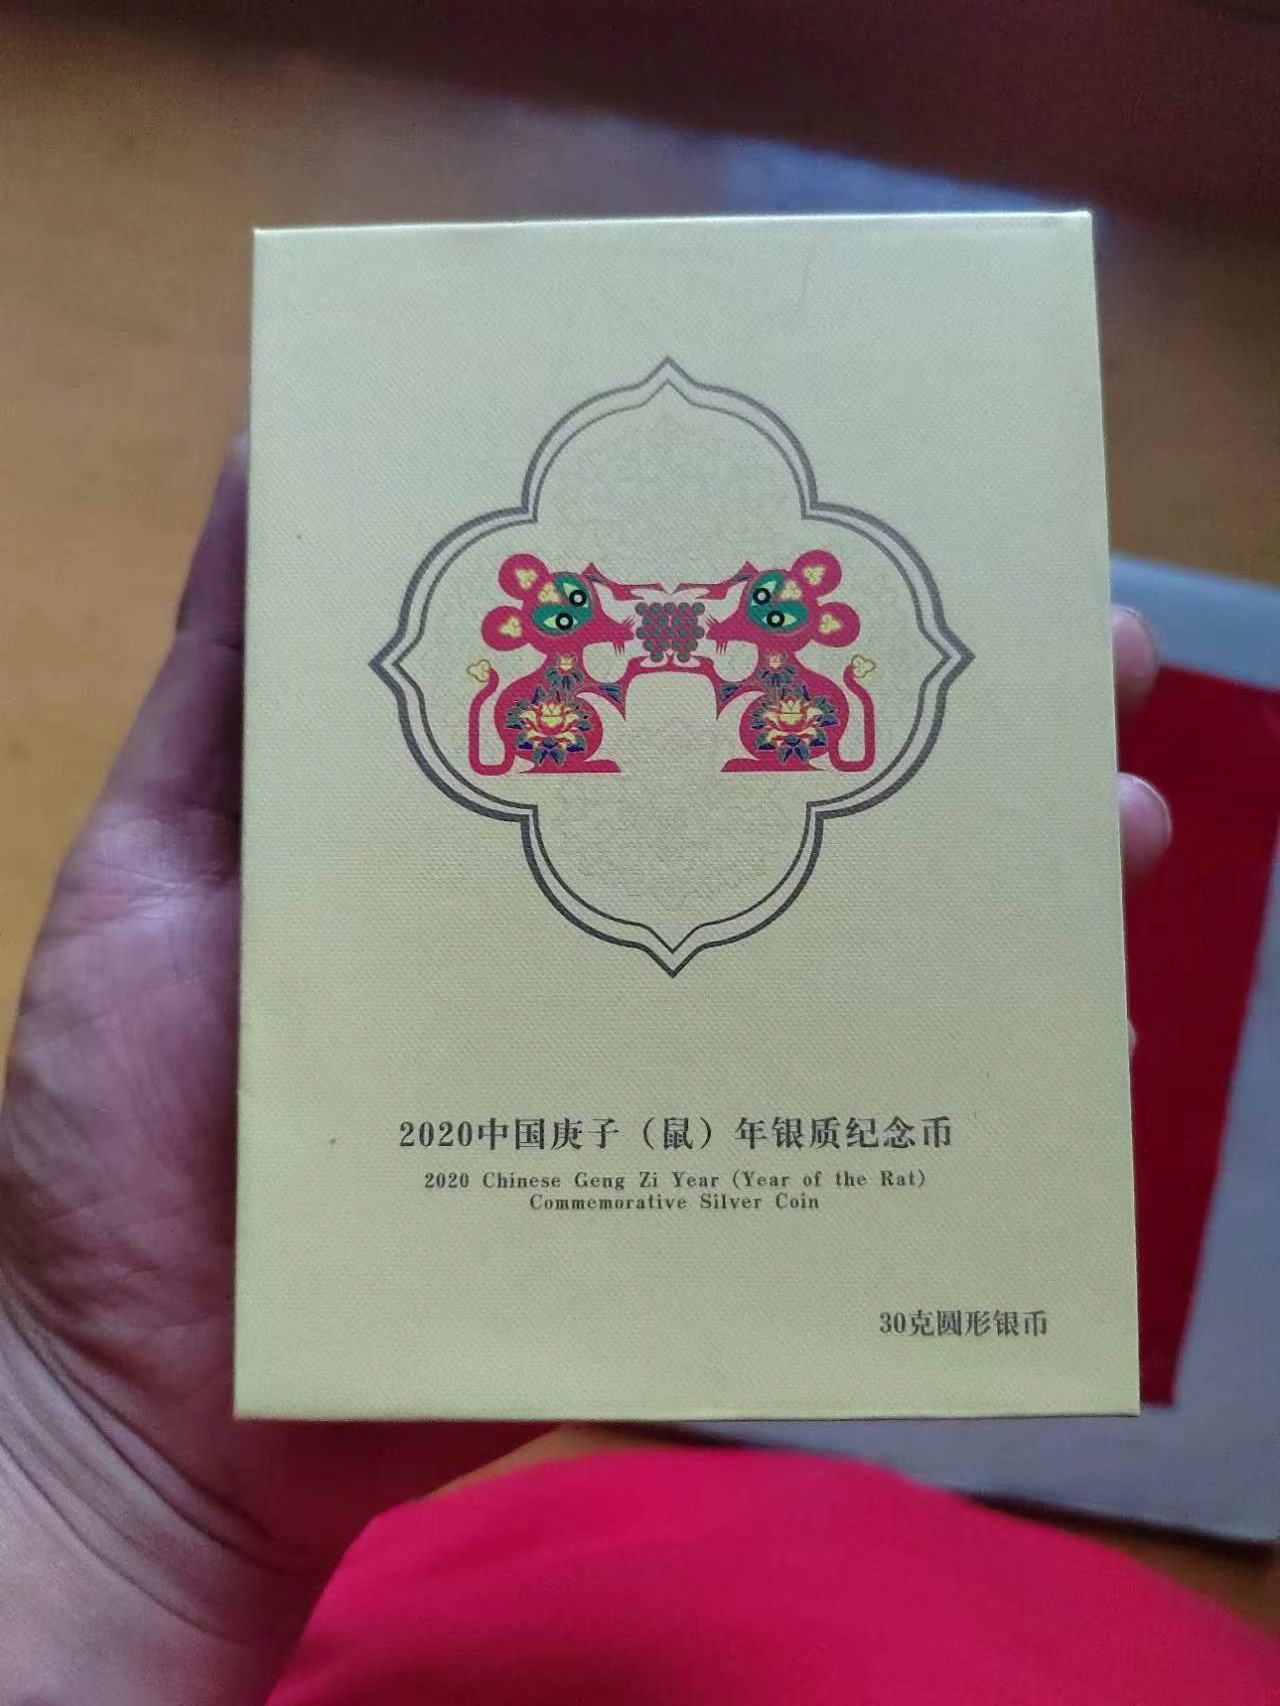 2020中国庚子（鼠）年银质纪念币
2020 Chinese Geng Zi Year (Year of the Rat)
Commemorative Silver Coin
30克圆形银币